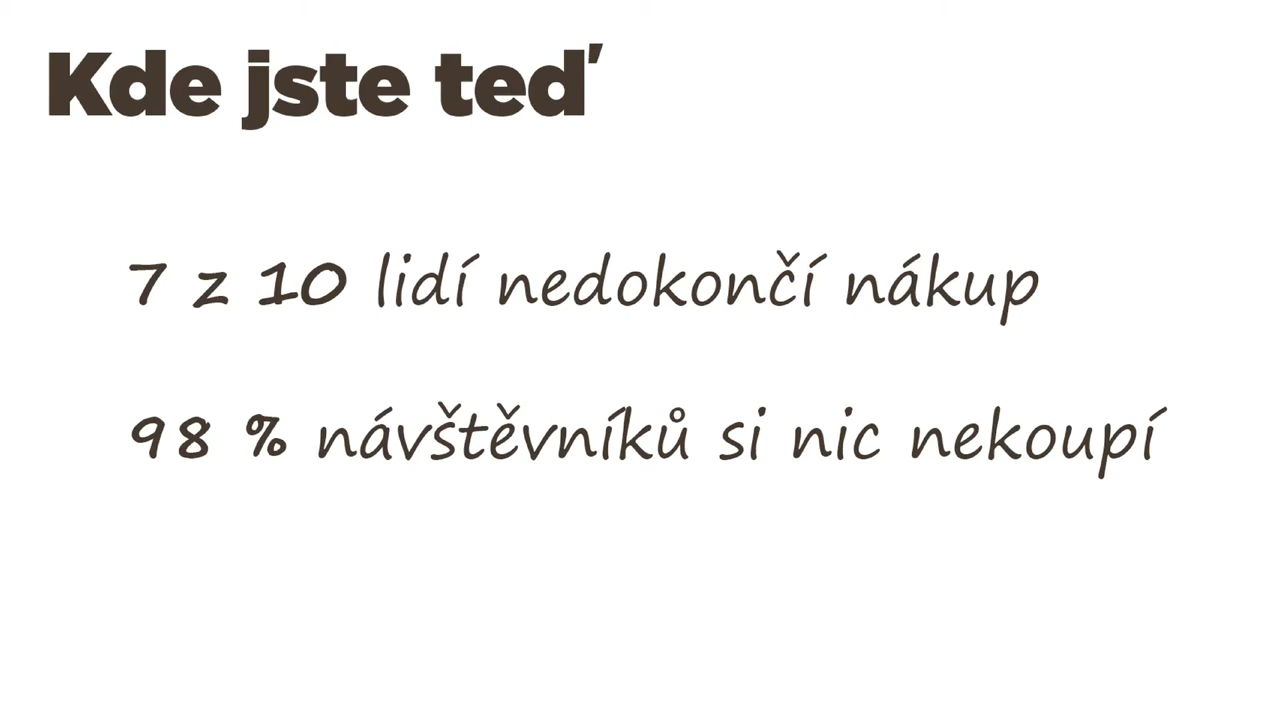 Kde jste teď
7 z 10 lidí nedokončí nákup
98 % návštěvníků si nic nekoupí